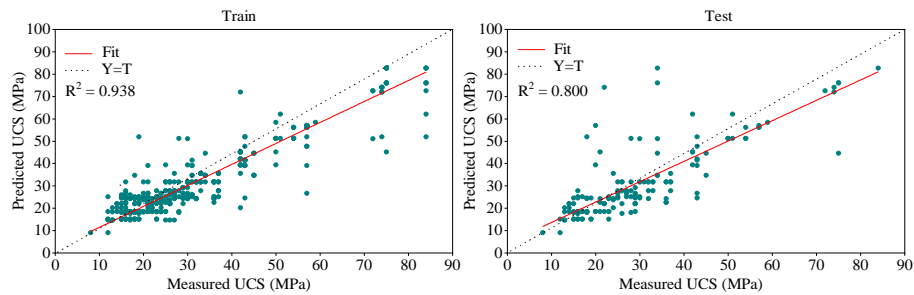 Train
Predicted UCS (MPa)
100
90
80
70
60
50
40
30
20
10
0
Fit
Y=T
R² = 0.938
0 10 20 30 40 50 60 70 80 90
Measured UCS (MPa)
Test
Predicted UCS (MPa)
100
90
80
70
60
50
40
30
20
10
0
Fit
Y=T
R² = 0.800
0 10 20 30 40 50 60 70 80 90
Measured UCS (MPa)